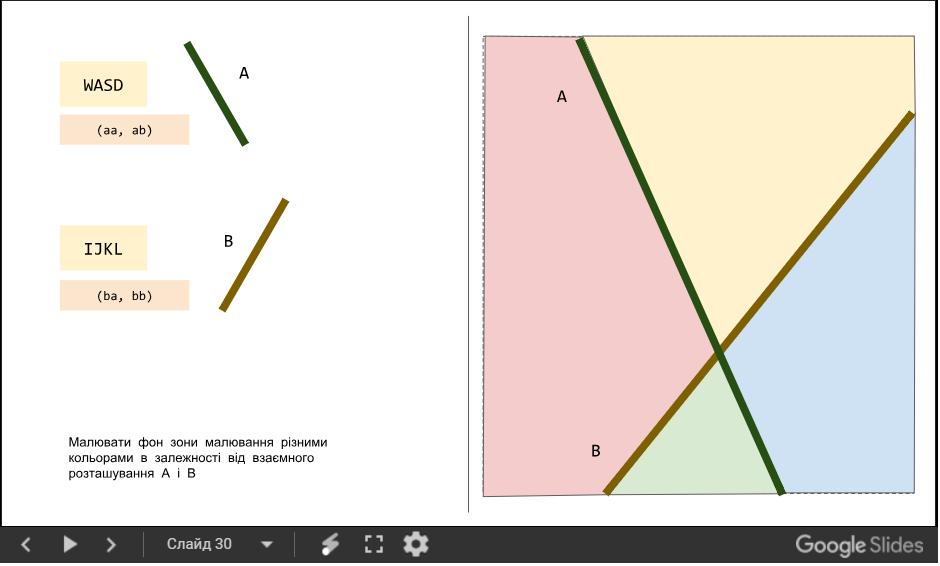 WASD
A
(aa, ab)
IJKL
B
(ba, bb)
Малювати фон зони малювання різними
кольорами в залежності від взаємного
розташування А і В
A
B
Слайд 30
Google Slides